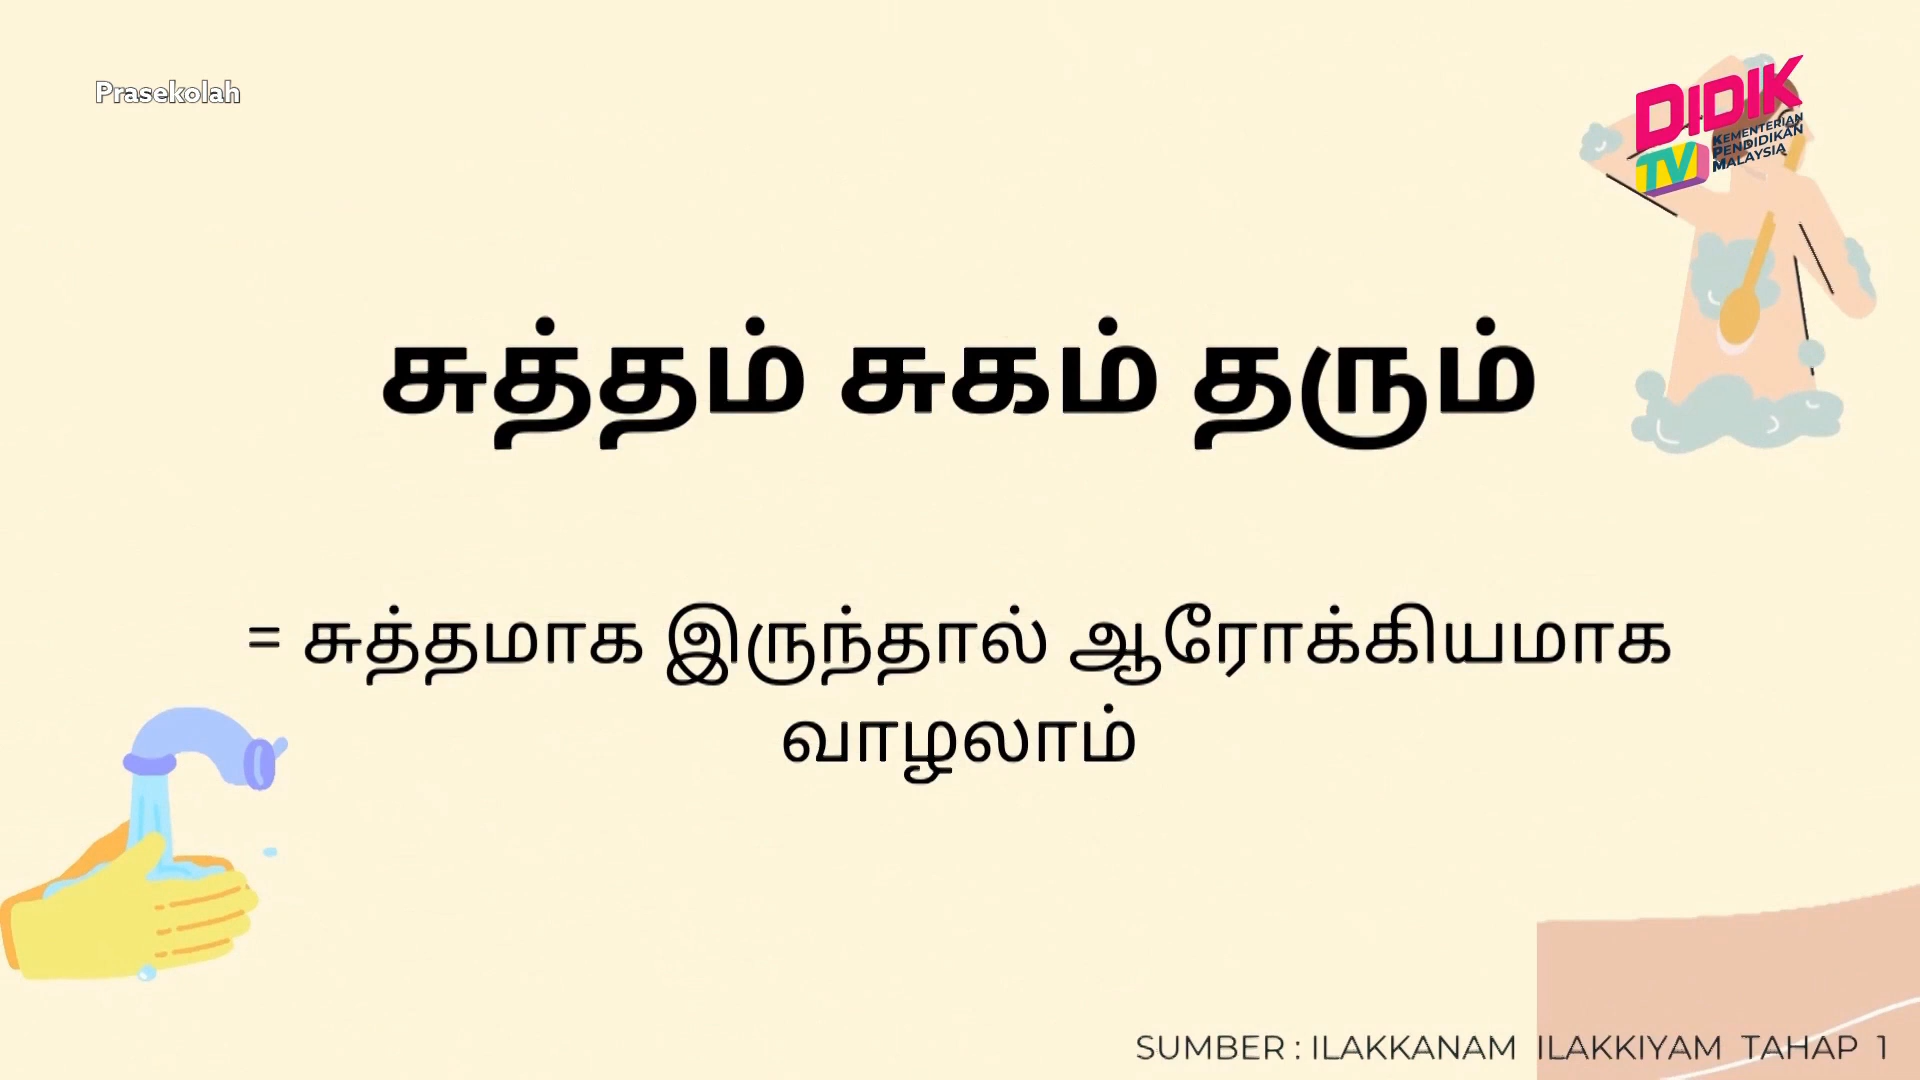 Prasekolah
DIDIK
TV
KEMENTERIAN
PENDIDIKAN
MALAYSIA
சுத்தம் சுகம் தரும்
= சுத்தமாக இருந்தால் ஆரோக்கியமாக
வாழலாம்
SUMBER : ILAKKANAM ILAKKIYAM TAHAP 1